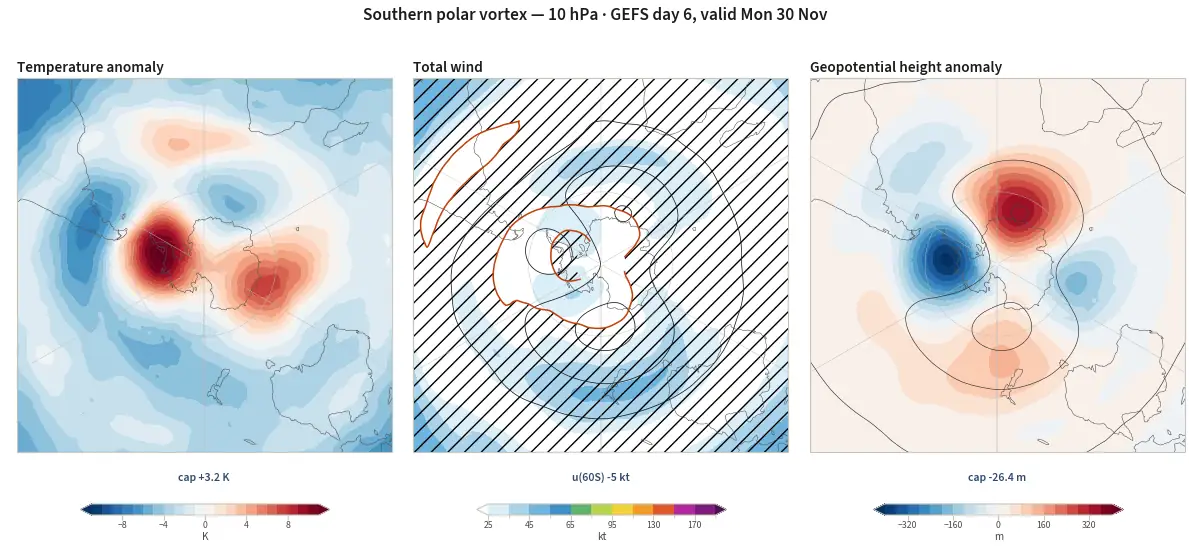 Southern polar vortex — 10 hPa · GEFS day 6, valid Mon 30 Nov
Temperature anomaly
Total wind
Geopotential height anomaly
cap +3.2 K
u(60S) -5 kt
cap -26.4 m
−8 −4 0 4 8
K
25 45 65 95 130 170
kt
−320 −160 0 160 320
m